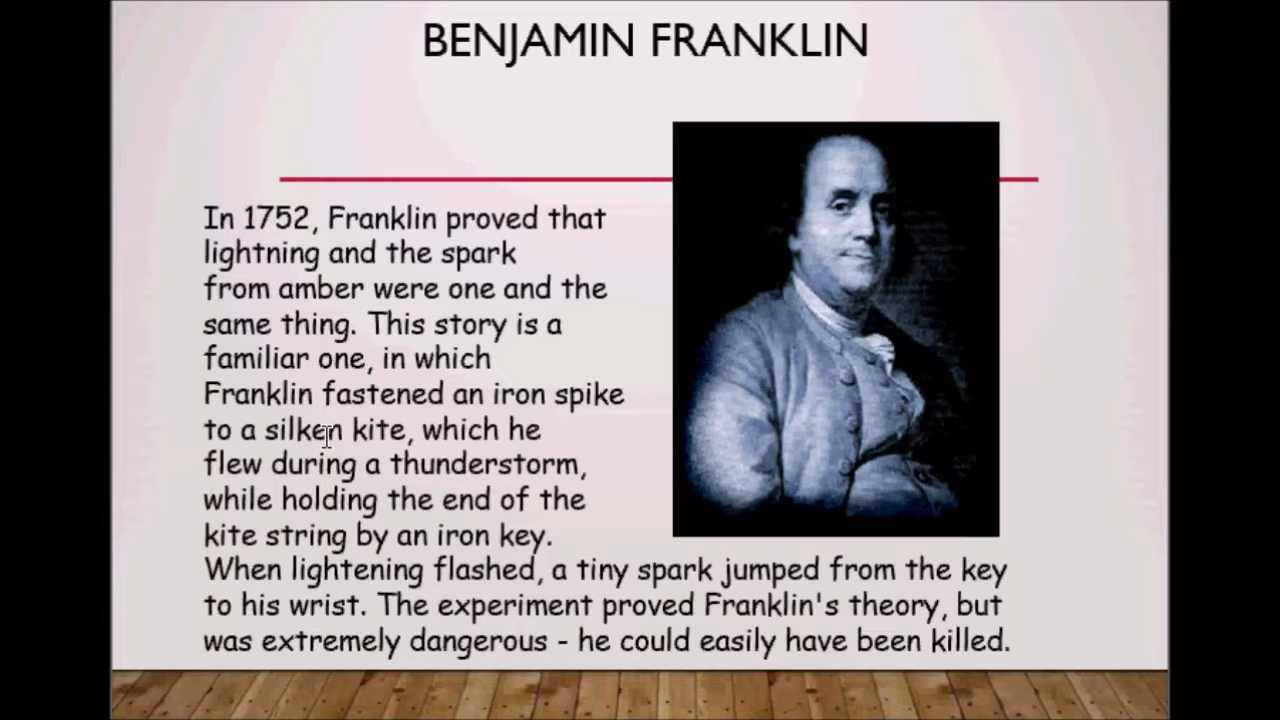 BENJAMIN FRANKLIN
In 1752, Franklin proved that
lightning and the spark
from amber were one and the
same thing. This story is a
familiar one, in which
Franklin fastened an iron spike
to a silken kite, which he
flew during a thunderstorm,
while holding the end of the
kite string by an iron key.
When lightening flashed, a tiny spark jumped from the key
to his wrist. The experiment proved Franklin's theory, but
was extremely dangerous - he could easily have been killed.